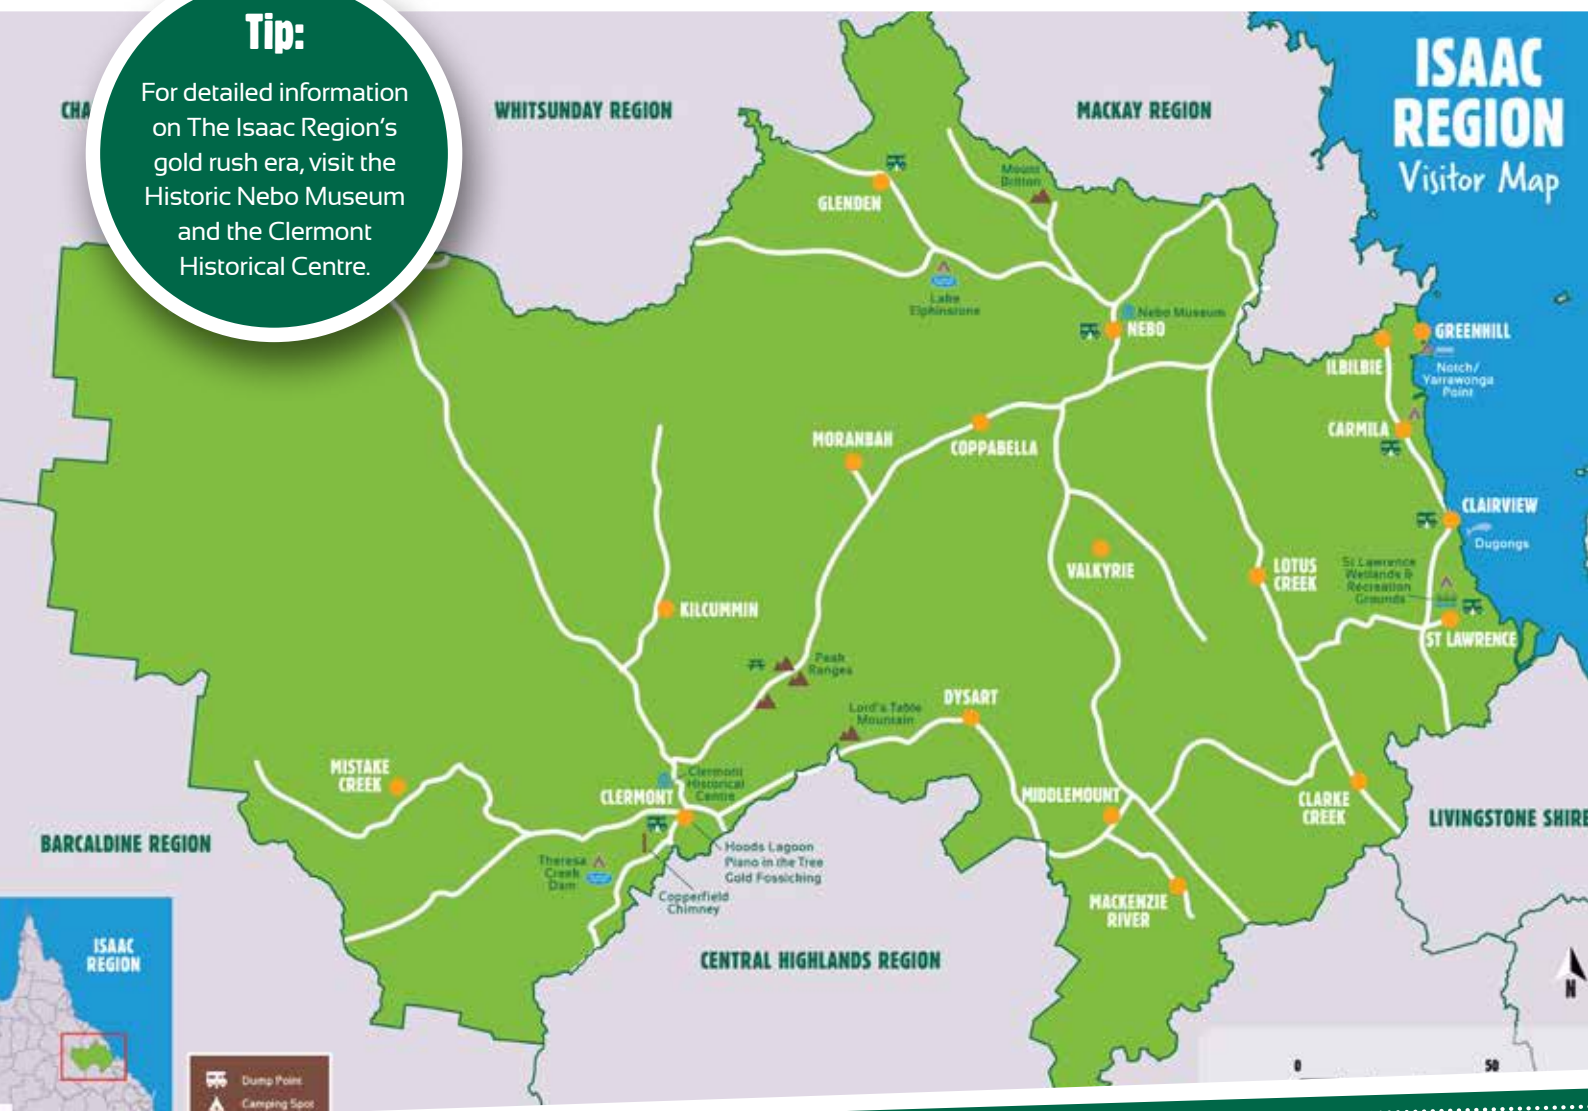 Tip:
For detailed information
on The Isaac Region's
gold rush era, visit the
Historic Nebo Museum
and the Clermont
Historical Centre.
ISAAC
REGION
Visitor Map
CHA
WHITSUNDAY REGION
MACKAY REGION
Mount
Britton
GLENDEN
Lake
Elphinstone
Nebo Museum
NEBO
GREENHILL
ILBILBIE
Notch/
Yarrawonga
Point
CARMILA
MORANBAH
COPPABELLA
CLAIRVIEW
Dugongs
VALKYRIE
LOTUS
CREEK
St Lawrence
Wetlands &
Recreation
Grounds
KILCUMMIN
ST LAWRENCE
Peak
Ranges
DYSART
Lord's Table
Mountain
MISTAKE
CREEK
Clermont
Historical
Centre
CLERMONT
MIDDLEMOUNT
CLARKE
CREEK
LIVINGSTONE SHIRE
BARCALDINE REGION
Hoods Lagoon
Piano in the Tree
Gold Fossicking
Theresa
Creek
Dam
Copperfield
Chimney
MACKENZIE
RIVER
CENTRAL HIGHLANDS REGION
ISAAC
REGION
N
0 50
Dump Point
Camping Spot